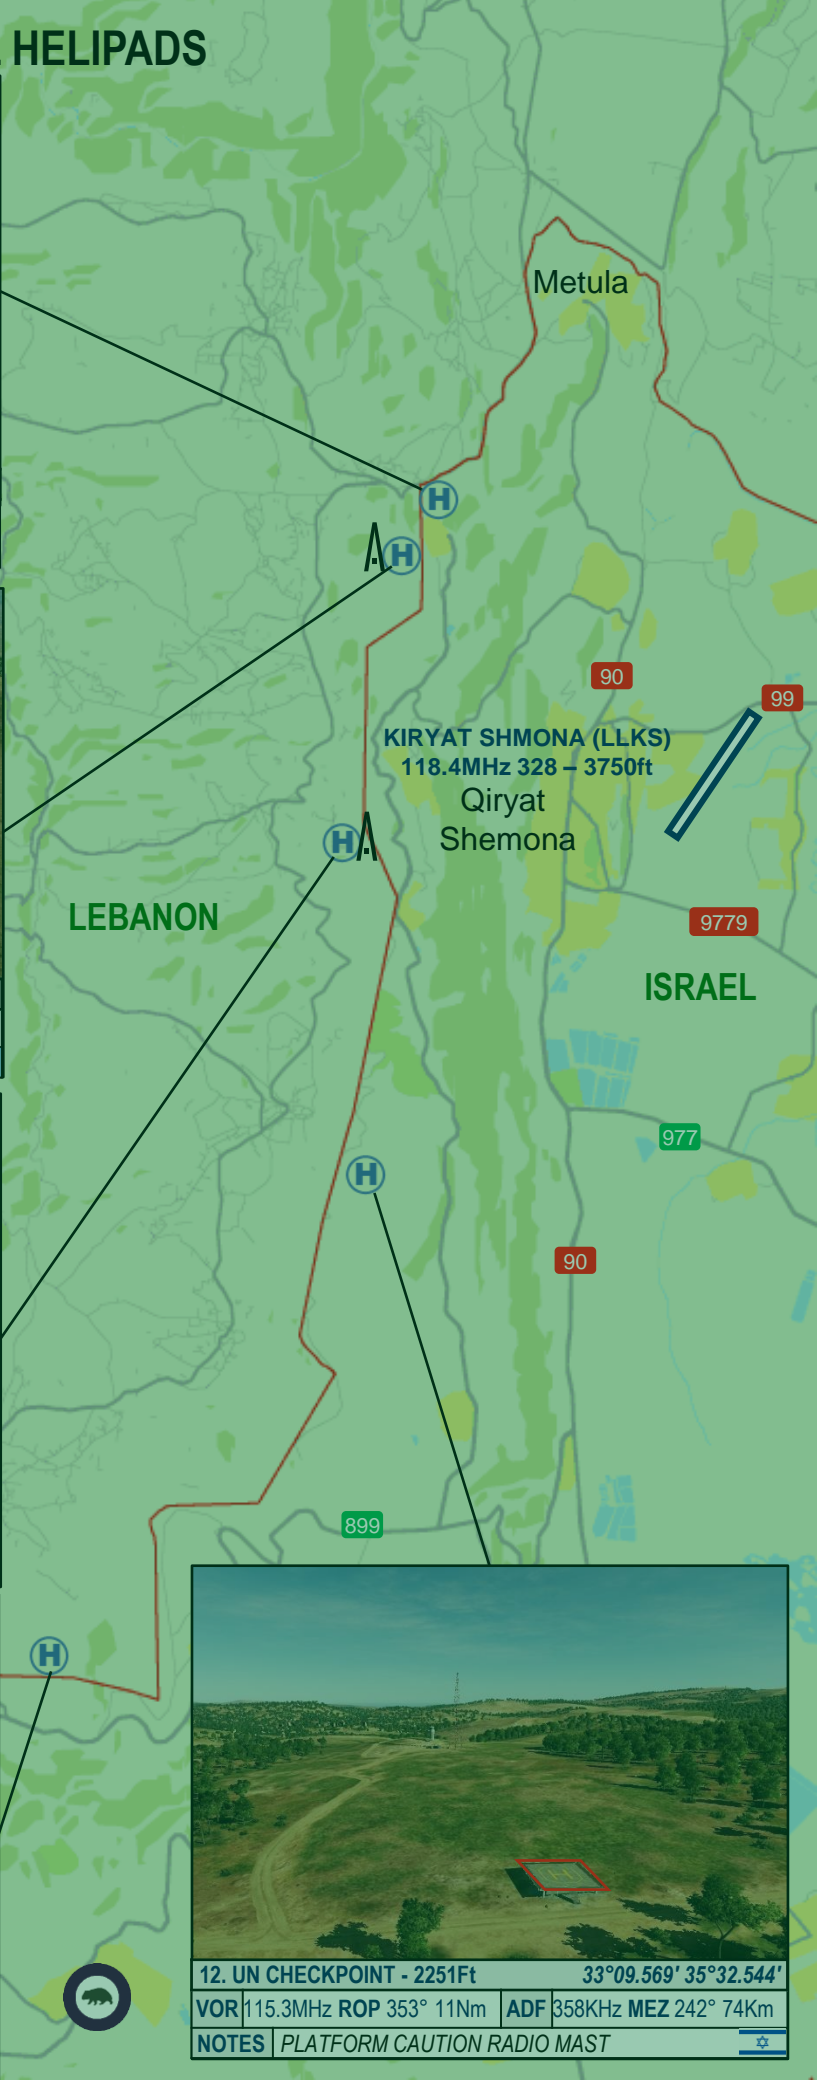 HELIPADS
Metula
H
H
90
99
KIRYAT SHMONA (LLKS)
118.4MHz 328 – 3750ft
Qiryat
Shemona
H
LEBANON
9779
ISRAEL
977
H
90
899
H
12. UN CHECKPOINT - 2251Ft 33°09.569' 35°32.544'
VOR 115.3MHz ROP 353° 11Nm ADF 358KHz MEZ 242° 74Km
NOTES PLATFORM CAUTION RADIO MAST